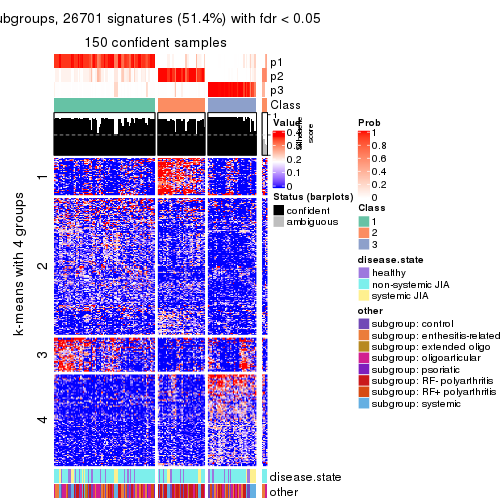 ubgroups, 26701 signatures (51.4%) with fdr < 0.05
150 confident samples
p1
p2
p3
Class
1
Silhouette
score
k-means with 4 groups
1
2
3
4
disease.state
other
Value
0.4
0.2
0
Status (barplots)
confident
ambiguous
Prob
1
0.8
0.6
0.4
0.2
0
Class
1
2
3
disease.state
healthy
non-systemic JIA
systemic JIA
other
subgroup: control
subgroup: enthesitis-related
subgroup: extended oligo
subgroup: oligoarticular
subgroup: psoriatic
subgroup: RF- polyarthritis
subgroup: RF+ polyarthritis
subgroup: systemic